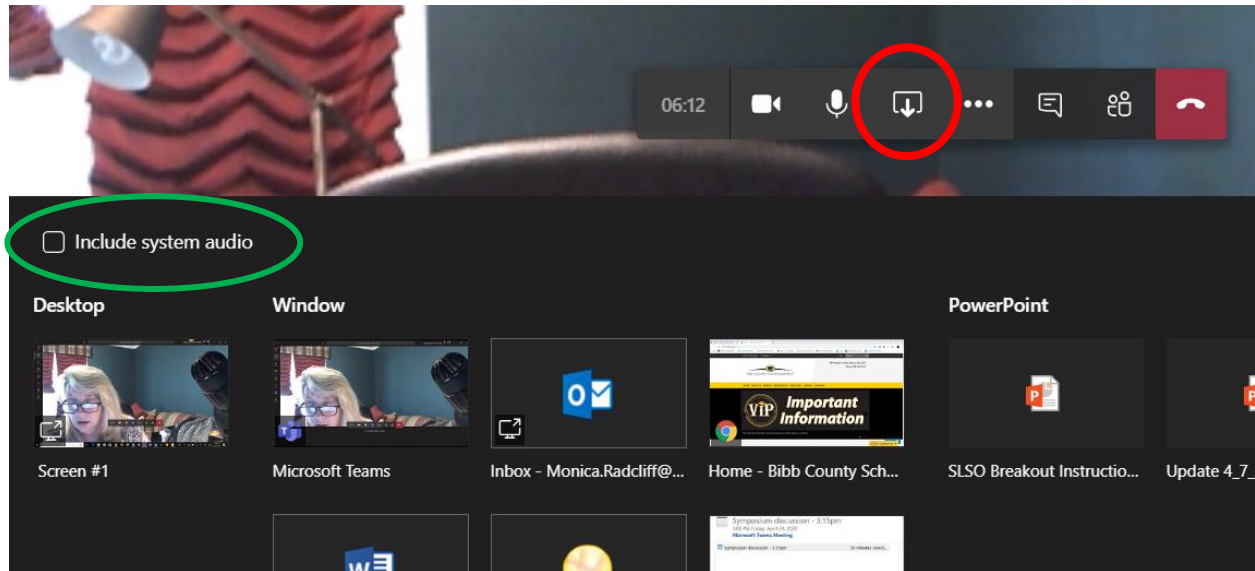 06:12
Include system audio
Desktop
Window
PowerPoint
VIP Important
Information
Screen #1
Microsoft Teams
Inbox - Monica.Radcliff@...
Home - Bibb County Sch...
SLSO Breakout Instructio...
Update 4_7_
Symposium discussion - 3:15pm
Microsoft Teams Meeting